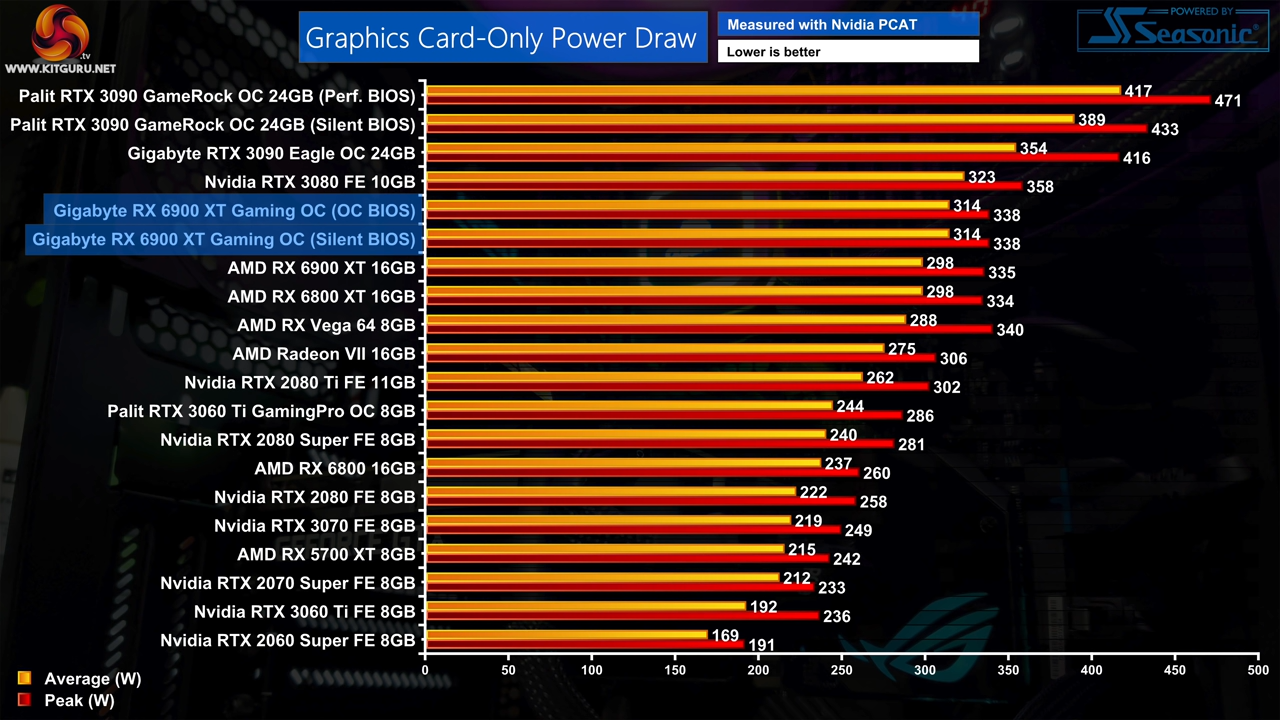 .tv
WWW.KITGURU.NET
Graphics Card-Only Power Draw
Measured with Nvidia PCAT
Lower is better
POWERED BY
Seasonic
Palit RTX 3090 GameRock OC 24GB (Perf. BIOS) 417 471
Palit RTX 3090 GameRock OC 24GB (Silent BIOS) 389 433
Gigabyte RTX 3090 Eagle OC 24GB 354 416
Nvidia RTX 3080 FE 10GB 323 358
Gigabyte RX 6900 XT Gaming OC (OC BIOS) 314 338
Gigabyte RX 6900 XT Gaming OC (Silent BIOS) 314 338
AMD RX 6900 XT 16GB 298 335
AMD RX 6800 XT 16GB 298 334
AMD RX Vega 64 8GB 288 340
AMD Radeon VII 16GB 275 306
Nvidia RTX 2080 Ti FE 11GB 262 302
Palit RTX 3060 Ti GamingPro OC 8GB 244 286
Nvidia RTX 2080 Super FE 8GB 240 281
AMD RX 6800 16GB 237 260
Nvidia RTX 2080 FE 8GB 222 258
Nvidia RTX 3070 FE 8GB 219 249
AMD RX 5700 XT 8GB 215 242
Nvidia RTX 2070 Super FE 8GB 212 233
Nvidia RTX 3060 Ti FE 8GB 192 236
Nvidia RTX 2060 Super FE 8GB 169 191
0 50 100 150 200 250 300 350 400 450 500
Average (W)
Peak (W)